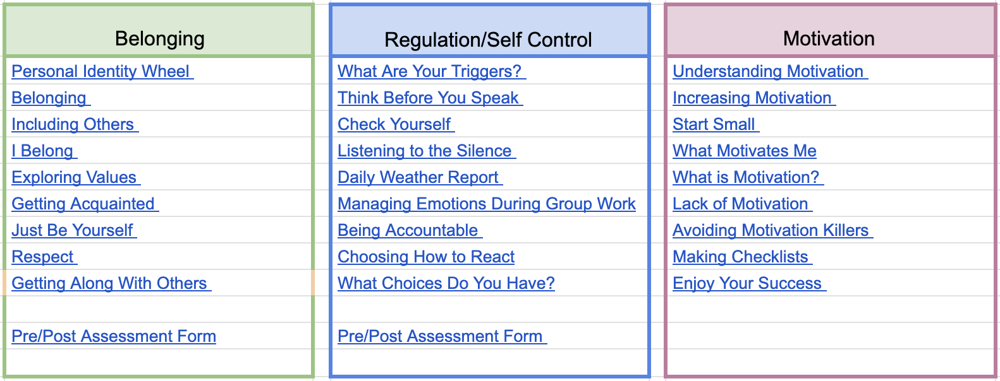 Belonging
Personal Identity Wheel
Belonging
Including Others
I Belong
Exploring Values
Getting Acquainted
Just Be Yourself
Respect
Getting Along With Others
Pre/Post Assessment Form
Regulation/Self Control
What Are Your Triggers?
Think Before You Speak
Check Yourself
Listening to the Silence
Daily Weather Report
Managing Emotions During Group Work
Being Accountable
Choosing How to React
What Choices Do You Have?
Pre/Post Assessment Form
Motivation
Understanding Motivation
Increasing Motivation
Start Small
What Motivates Me
What is Motivation?
Lack of Motivation
Avoiding Motivation Killers
Making Checklists
Enjoy Your Success